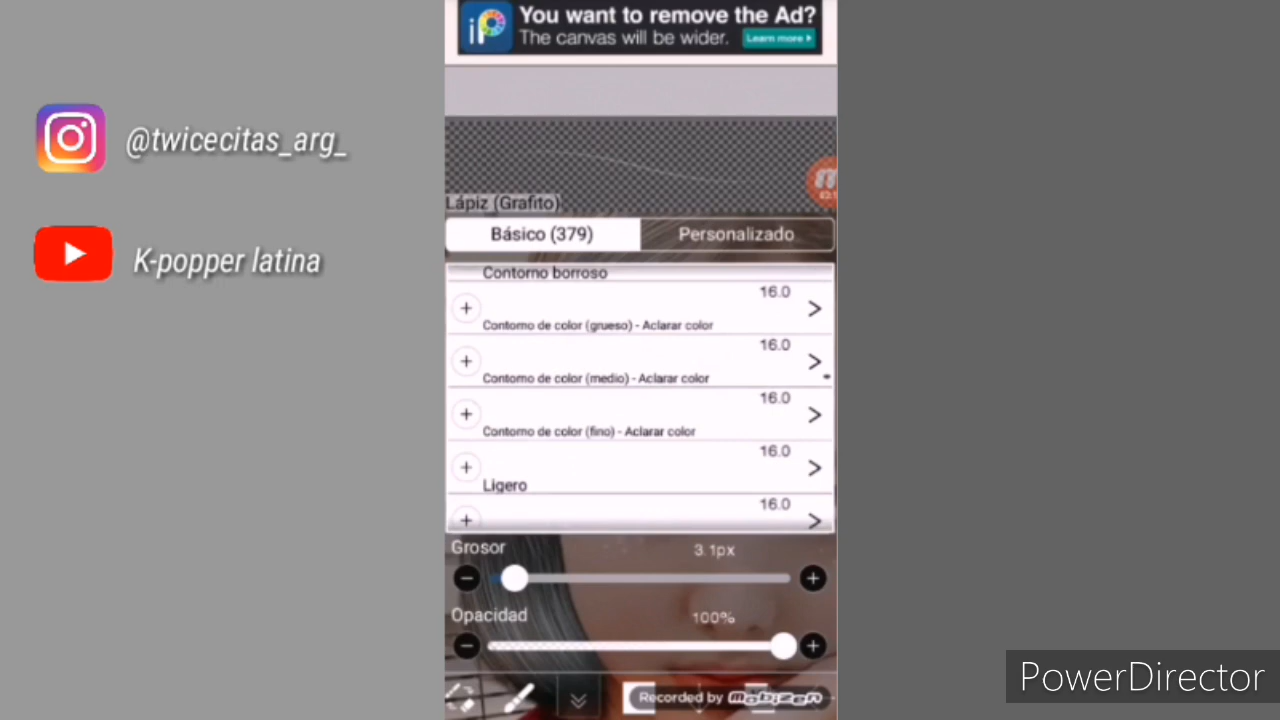 You want to remove the Ad?
The canvas will be wider.
Learn more
iP
@twicecitas_arg_
K-popper latina
Lápiz (Grafito)
Básico (379)
Personalizado
Contorno borroso
16.0
Contorno de color (grueso) - Aclarar color
16.0
Contorno de color (medio) - Aclarar color
16.0
Contorno de color (fino) - Aclarar color
16.0
Ligero
16.0
Grosor
3.1px
Opacidad
100%
Recorded by mobizen
PowerDirector